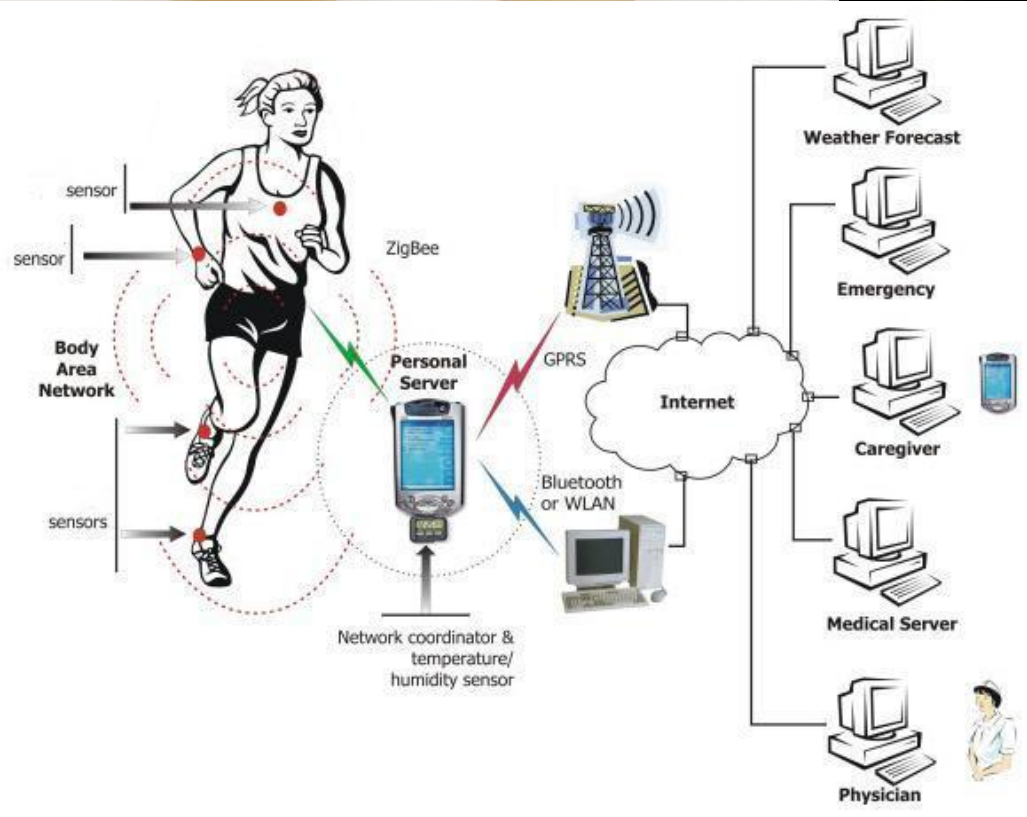 sensor
sensor
Body
Area
Network
sensors
ZigBee
Personal
Server
Network coordinator &
temperature/
humidity sensor
GPRS
Bluetooth
or WLAN
Internet
Weather Forecast
Emergency
Caregiver
Medical Server
Physician